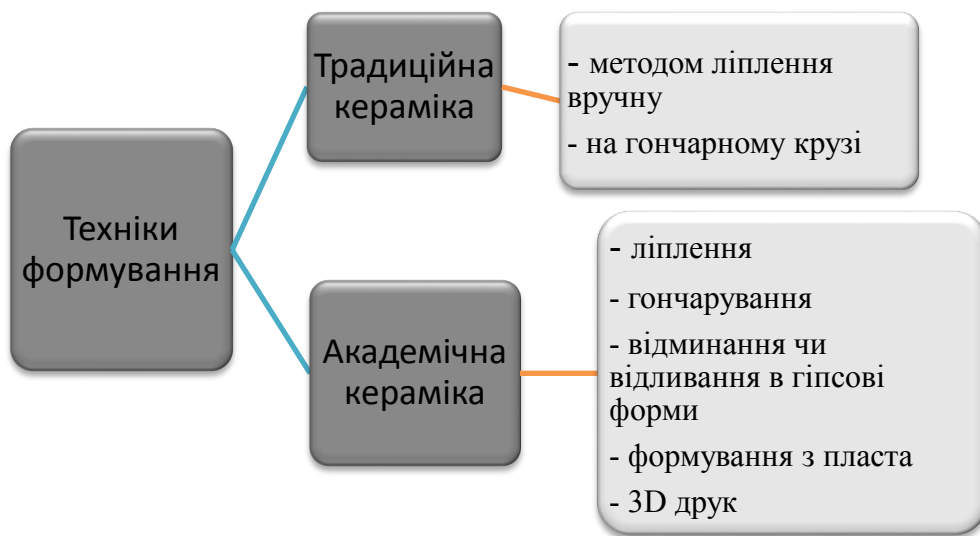 Техніки
формування
Традиційна
кераміка
- методом ліплення
вручну
- на гончарному крузі
Академічна
кераміка
- ліплення
- гончарування
- відминання чи
відливання в гіпсові
форми
- формування з пласта
- 3D друк